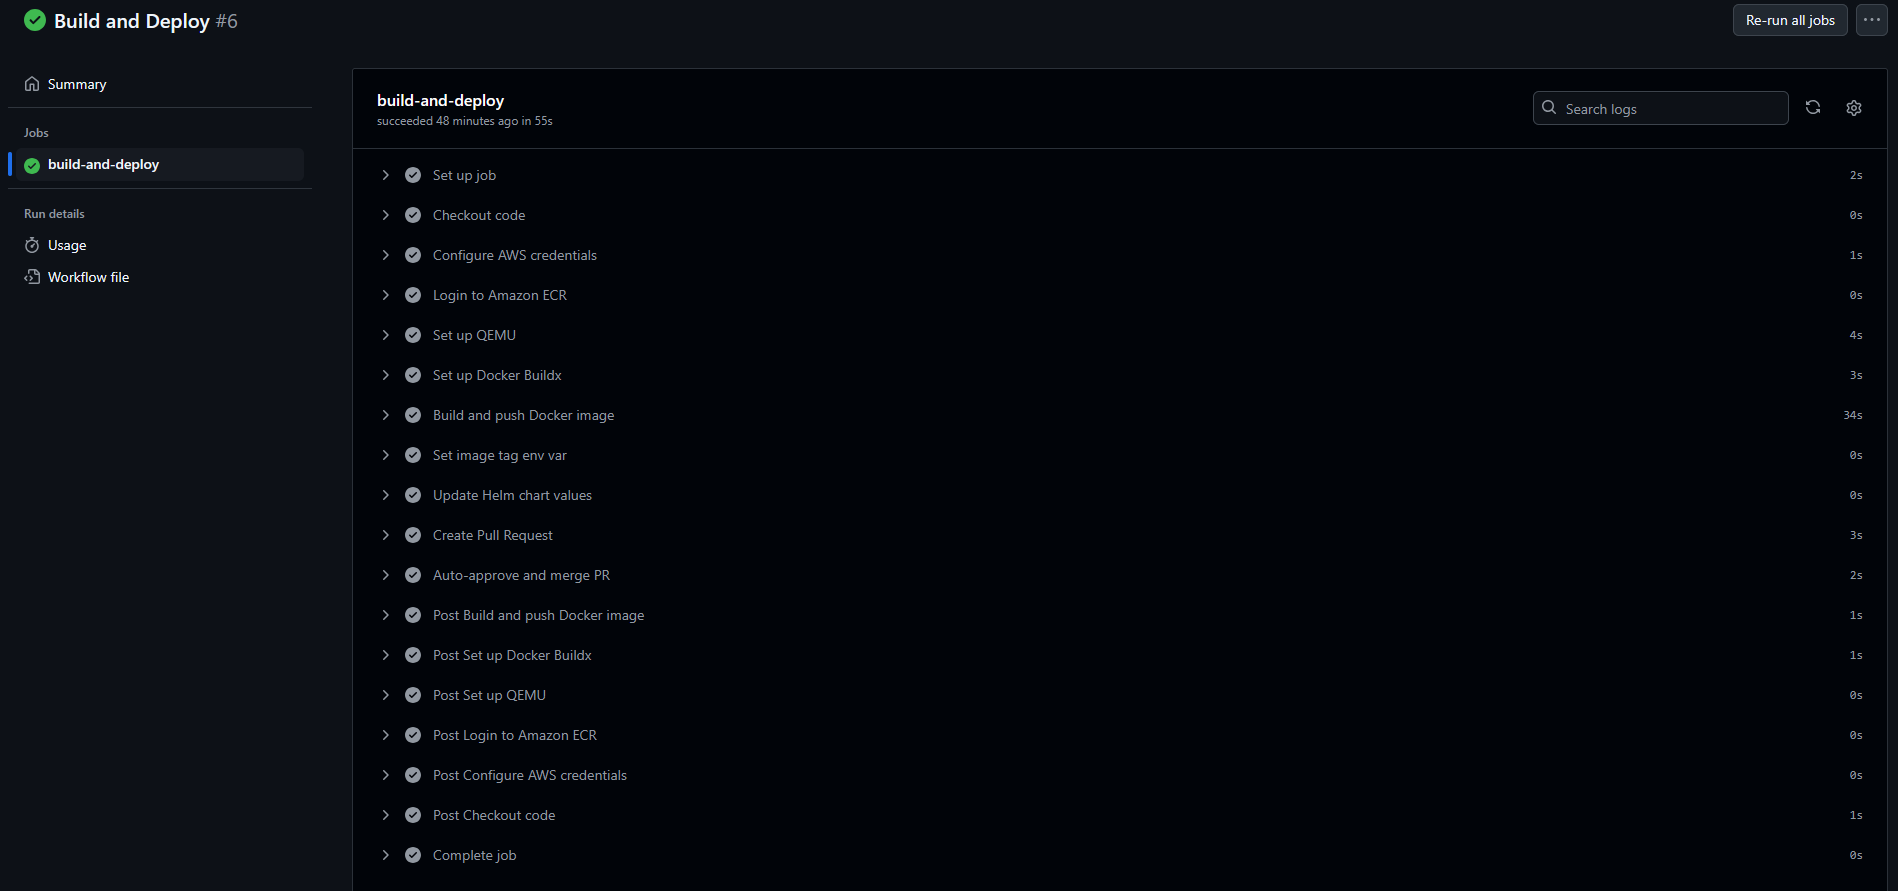 Build and Deploy #6
Re-run all jobs
Summary
Jobs
build-and-deploy
Run details
Usage
Workflow file
build-and-deploy
succeeded 48 minutes ago in 55s
Search logs
Set up job 2s
Checkout code 0s
Configure AWS credentials 1s
Login to Amazon ECR 0s
Set up QEMU 4s
Set up Docker Buildx 3s
Build and push Docker image 34s
Set image tag env var 0s
Update Helm chart values 0s
Create Pull Request 3s
Auto-approve and merge PR 2s
Post Build and push Docker image 1s
Post Set up Docker Buildx 1s
Post Set up QEMU 0s
Post Login to Amazon ECR 0s
Post Configure AWS credentials 0s
Post Checkout code 1s
Complete job 0s